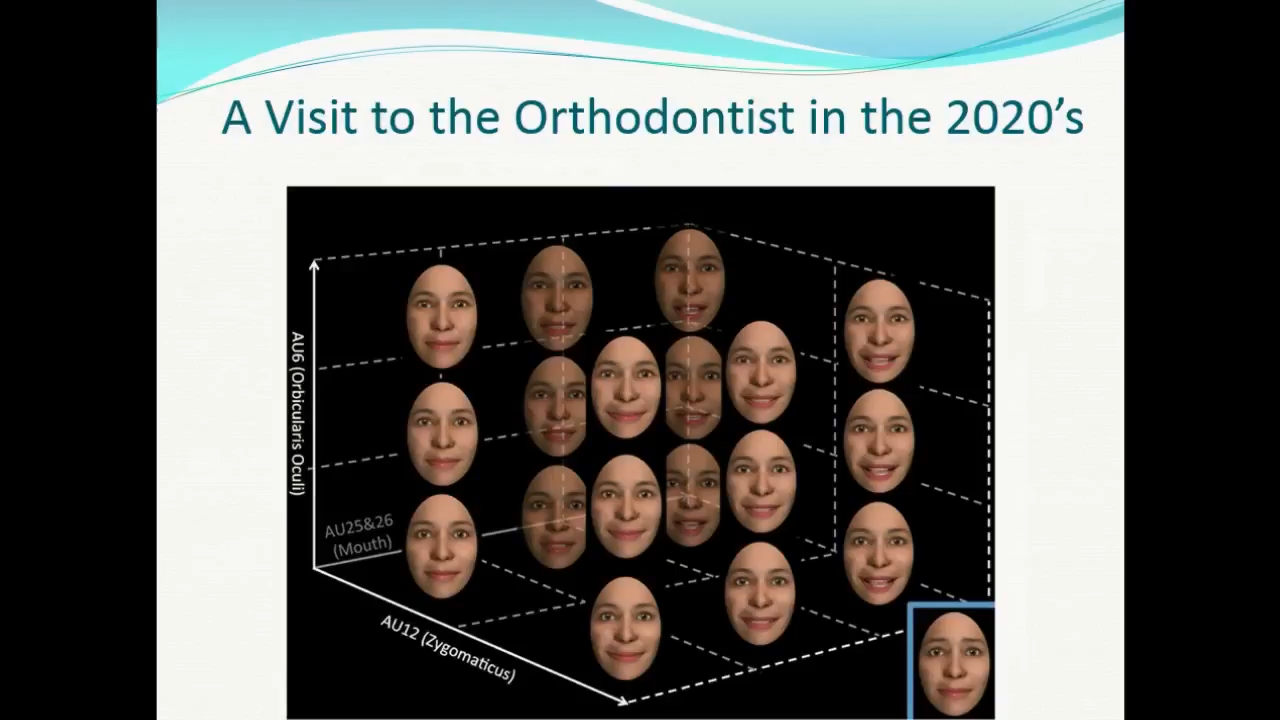 A Visit to the Orthodontist in the 2020’s
AU6 (Orbicularis Oculi)
AU25&26
(Mouth)
AU12 (Zygomaticus)